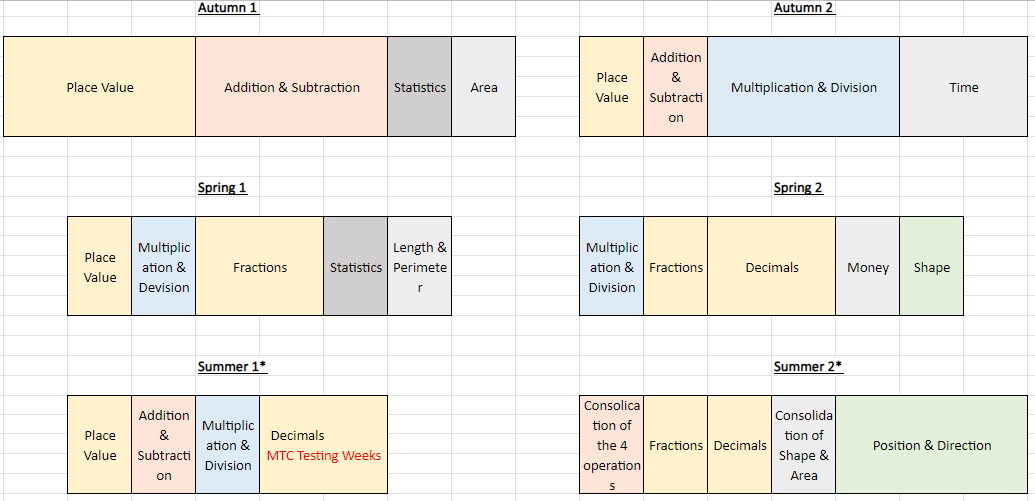 Autumn 1
Autumn 2
Place Value
Addition & Subtraction
Statistics
Area
Place
Value
Addition
&
Subtracti
on
Multiplication & Division
Time
Spring 1
Spring 2
Place
Value
Multiplic
ation &
Devision
Fractions
Statistics
Length &
Perimete
r
Multiplic
ation &
Division
Fractions
Decimals
Money
Shape
Summer 1*
Summer 2*
Place
Value
Addition
&
Subtracti
on
Multiplic
ation &
Division
Decimals
MTC Testing Weeks
Consolica
tion of
the 4
operation
s
Fractions
Decimals
Consolida
tion of
Shape &
Area
Position & Direction